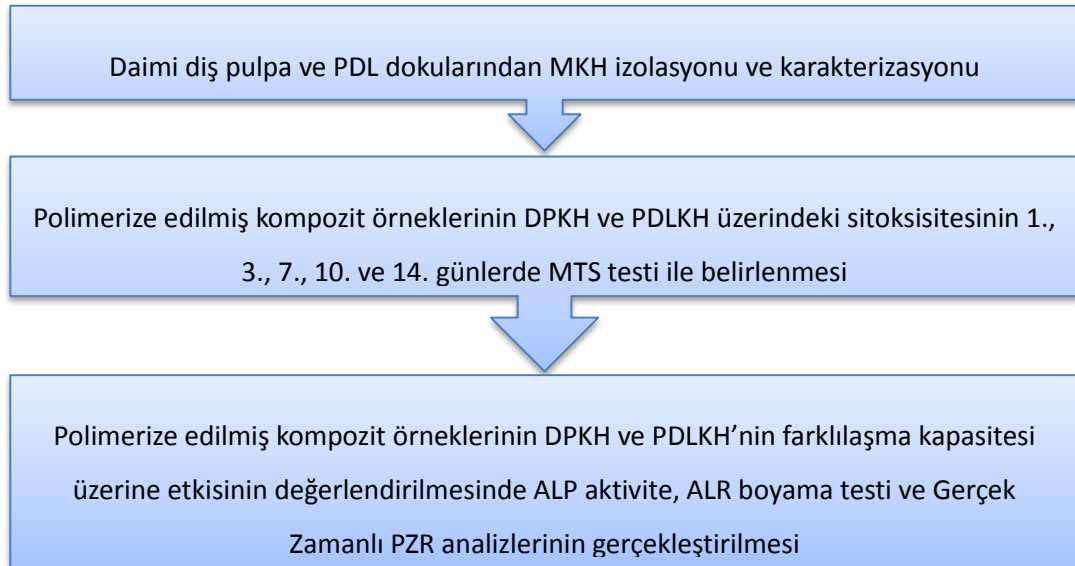 Daimi diş pulpa ve PDL dokularından MKH izolasyonu ve karakterizasyonu
Polimerize edilmiş kompozit örneklerinin DPKH ve PDLKH üzerindeki sitoksisitesinin 1.,
3., 7., 10. ve 14. günlerde MTS testi ile belirlenmesi
Polimerize edilmiş kompozit örneklerinin DPKH ve PDLKH’nin farklılaşma kapasitesi
üzerine etkisinin değerlendirilmesinde ALP aktivite, ALR boyama testi ve Gerçek
Zamanlı PZR analizlerinin gerçekleştirilmesi